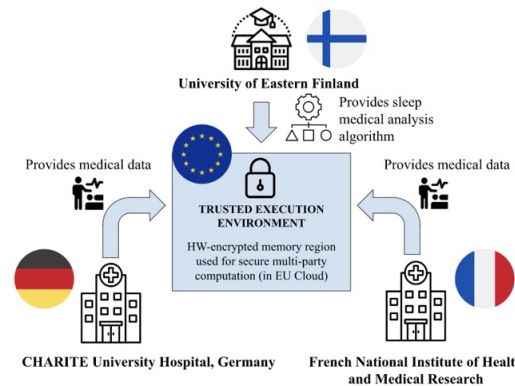 University of Eastern Finland
Provides sleep
medical analysis
algorithm
Provides medical data
Provides medical data
TRUSTED EXECUTION
ENVIRONMENT
HW-encrypted memory region
used for secure multi-party
computation (in EU Cloud)
CHARITE University Hospital, Germany
French National Institute of Healt
and Medical Research